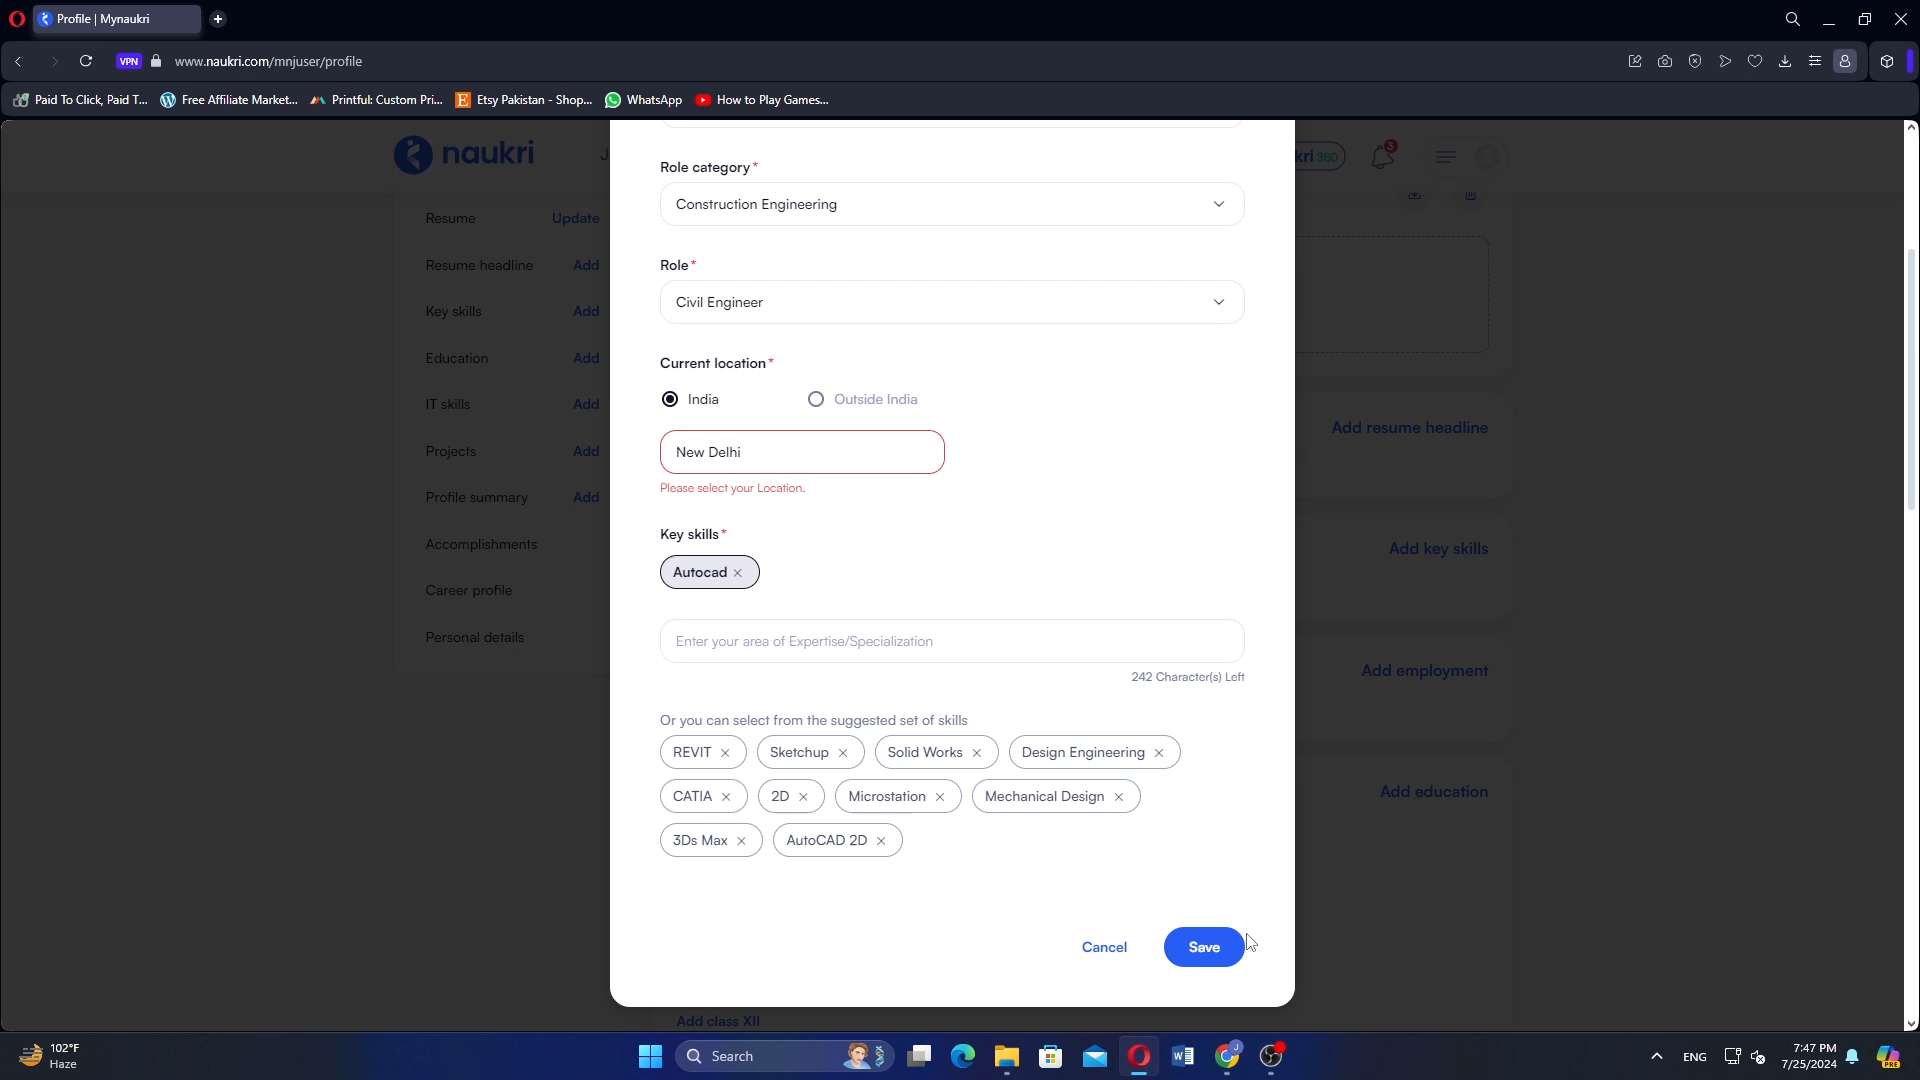 Profile | Mynaukri
VPN www.naukri.com/mnjuser/profile
Paid To Click, Paid T... Free Affiliate Market... Printful: Custom Pri... Etsy Pakistan - Shop... WhatsApp How to Play Games...
naukri J kri 360 3
Role category*
Construction Engineering
Resume Update
Resume headline Add
Role*
Civil Engineer
Key skills Add
Education Add
Current location*
India Outside India
IT skills Add
Add resume headline
Projects Add
New Delhi
Please select your Location.
Profile summary Add
Key skills*
Accomplishments
Add key skills
Autocad
Career profile
Personal details
Enter your area of Expertise/Specialization
242 Character(s) Left
Add employment
Or you can select from the suggested set of skills
REVIT Sketchup Solid Works Design Engineering
CATIA 2D Microstation Mechanical Design
Add education
3Ds Max AutoCAD 2D
Cancel Save
Add class XII
102°F
Haze
Search
J
ENG
7:47 PM
7/25/2024
PRE